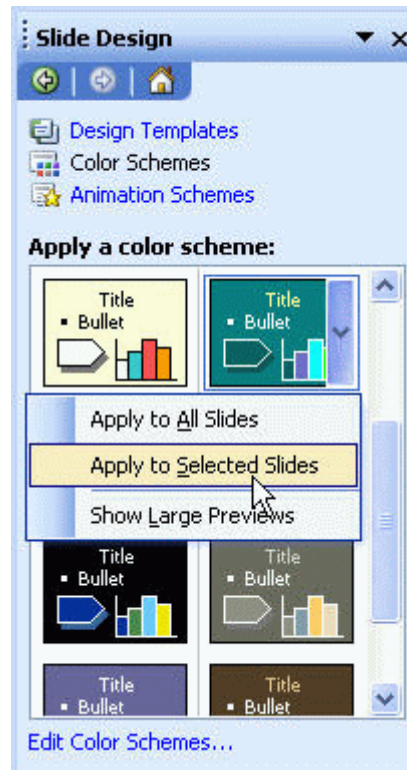 Slide Design
Design Templates
Color Schemes
Animation Schemes
Apply a color scheme:
Title
Bullet
Title
Bullet
Apply to All Slides
Apply to Selected Slides
Show Large Previews
Title
Bullet
Title
Bullet
Title
Bullet
Title
Bullet
Edit Color Schemes...